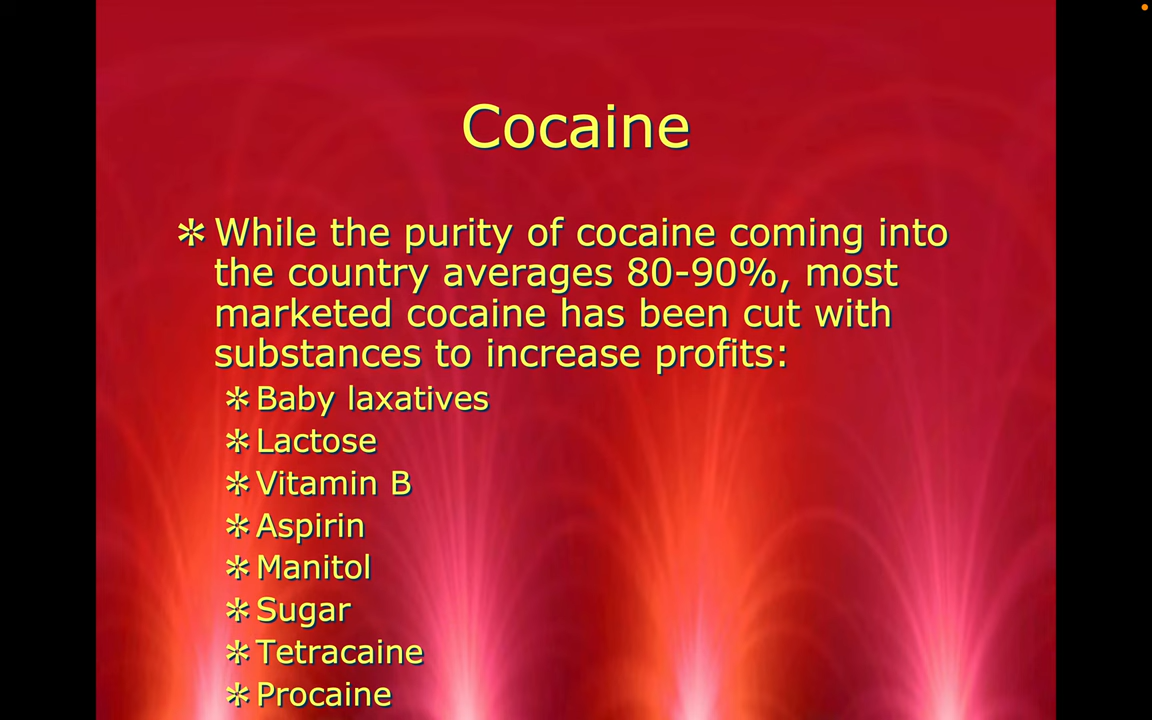 Cocaine
* While the purity of cocaine coming into
the country averages 80-90%, most
marketed cocaine has been cut with
substances to increase profits:
* Baby laxatives
* Lactose
* Vitamin B
* Aspirin
* Manitol
* Sugar
* Tetracaine
* Procaine